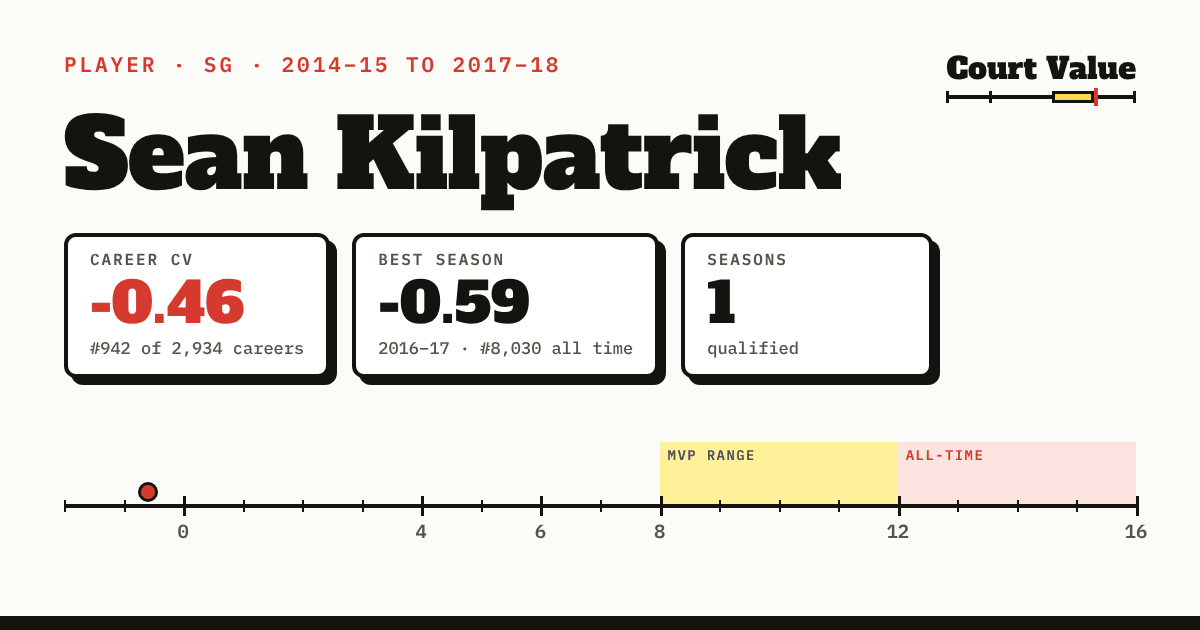 PLAYER · SG · 2014–15 TO 2017–18
Court Value
Sean Kilpatrick
CAREER CV
-0.46
#942 of 2,934 careers
BEST SEASON
-0.59
2016–17 · #8,030 all time
SEASONS
1
qualified
MVP RANGE
ALL-TIME
0 4 6 8 12 16